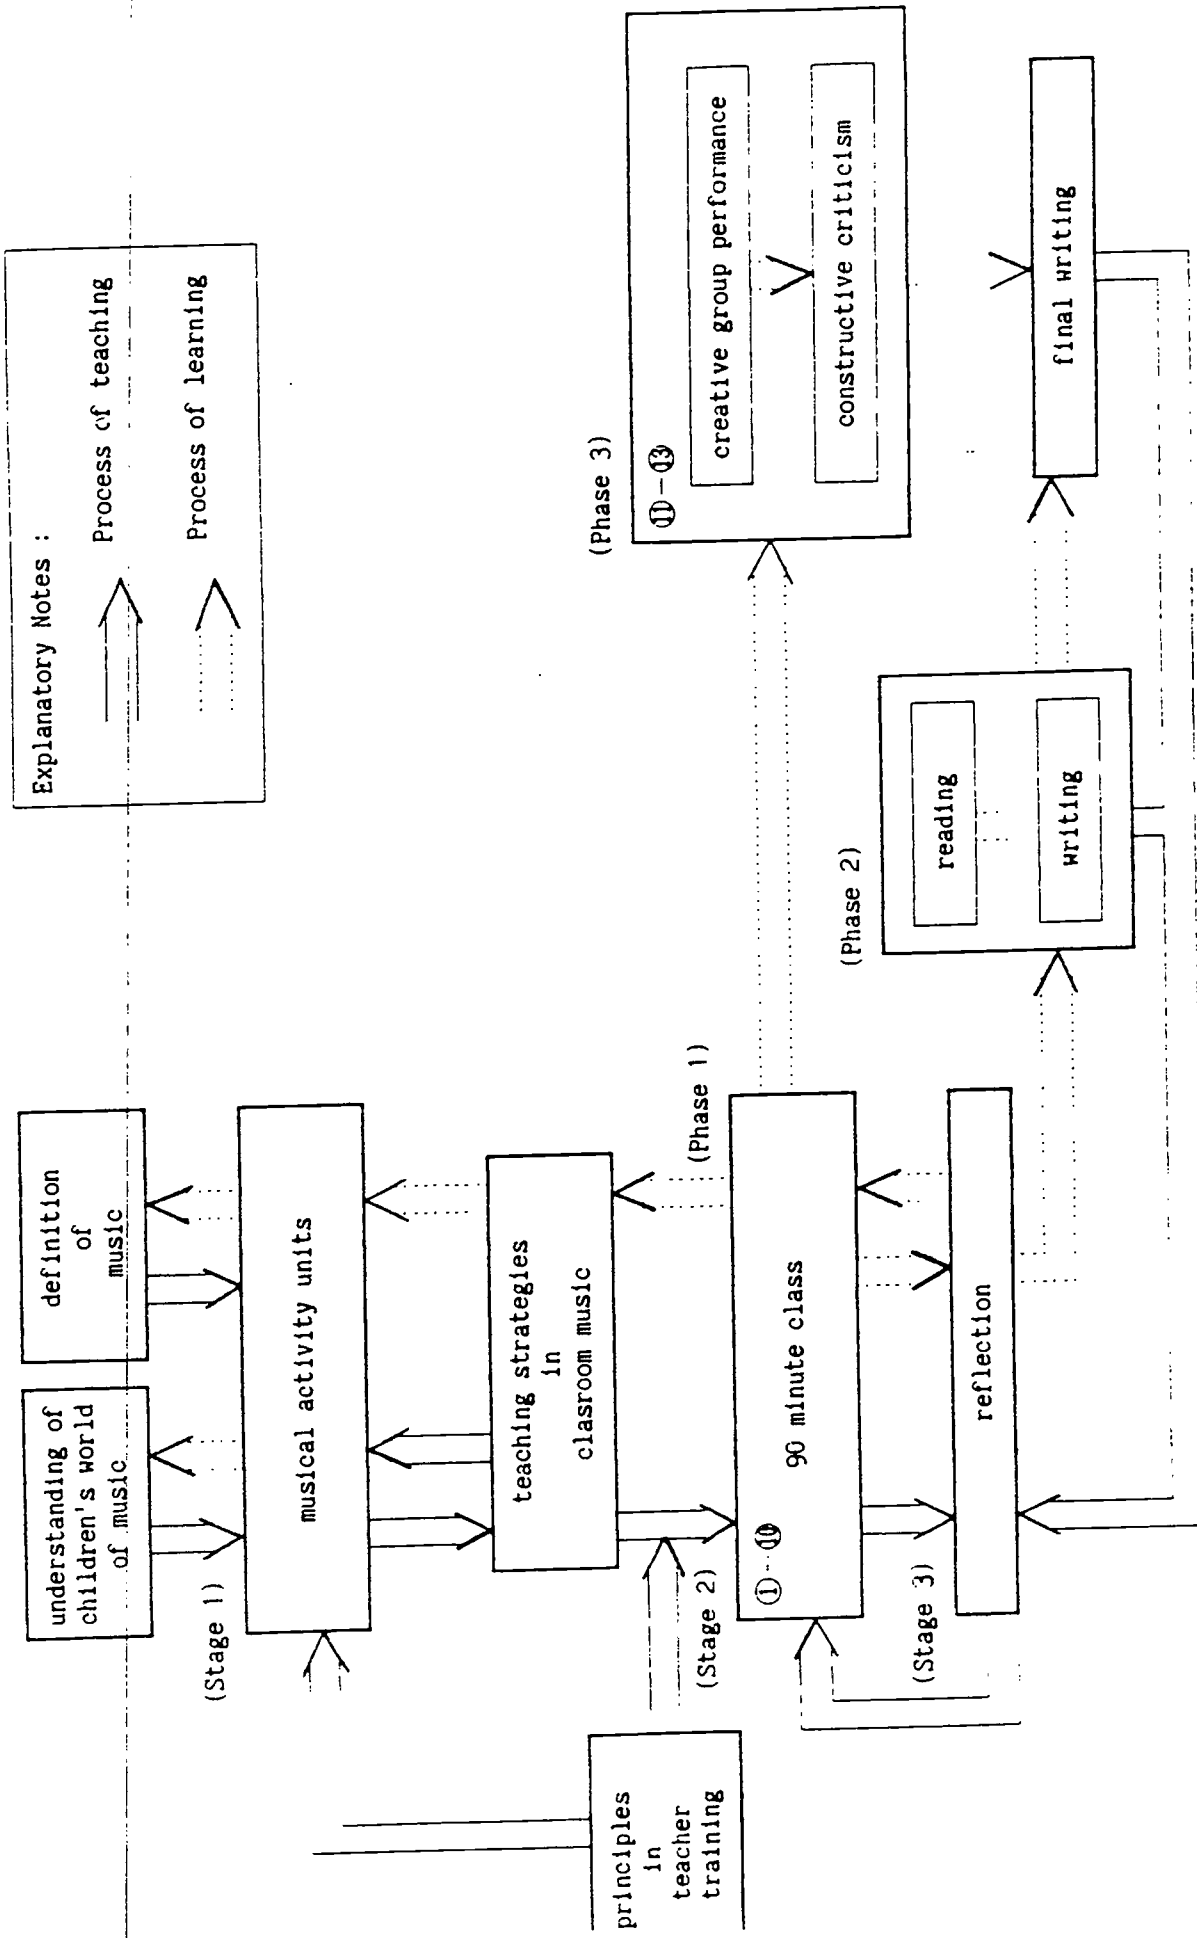 Explanatory Notes :
Process of teaching
Process of learning
understanding of
children's world
of music
definition
of
music
(Stage 1)
musical activity units
principles
in
teacher
training
teaching strategies
in
clasroom music
(Stage 2)
(Phase 1)
①…⑩
90 minute class
(Stage 3)
reflection
(Phase 2)
reading
writing
(Phase 3)
⑪-⑬
creative group performance
constructive criticism
final writing